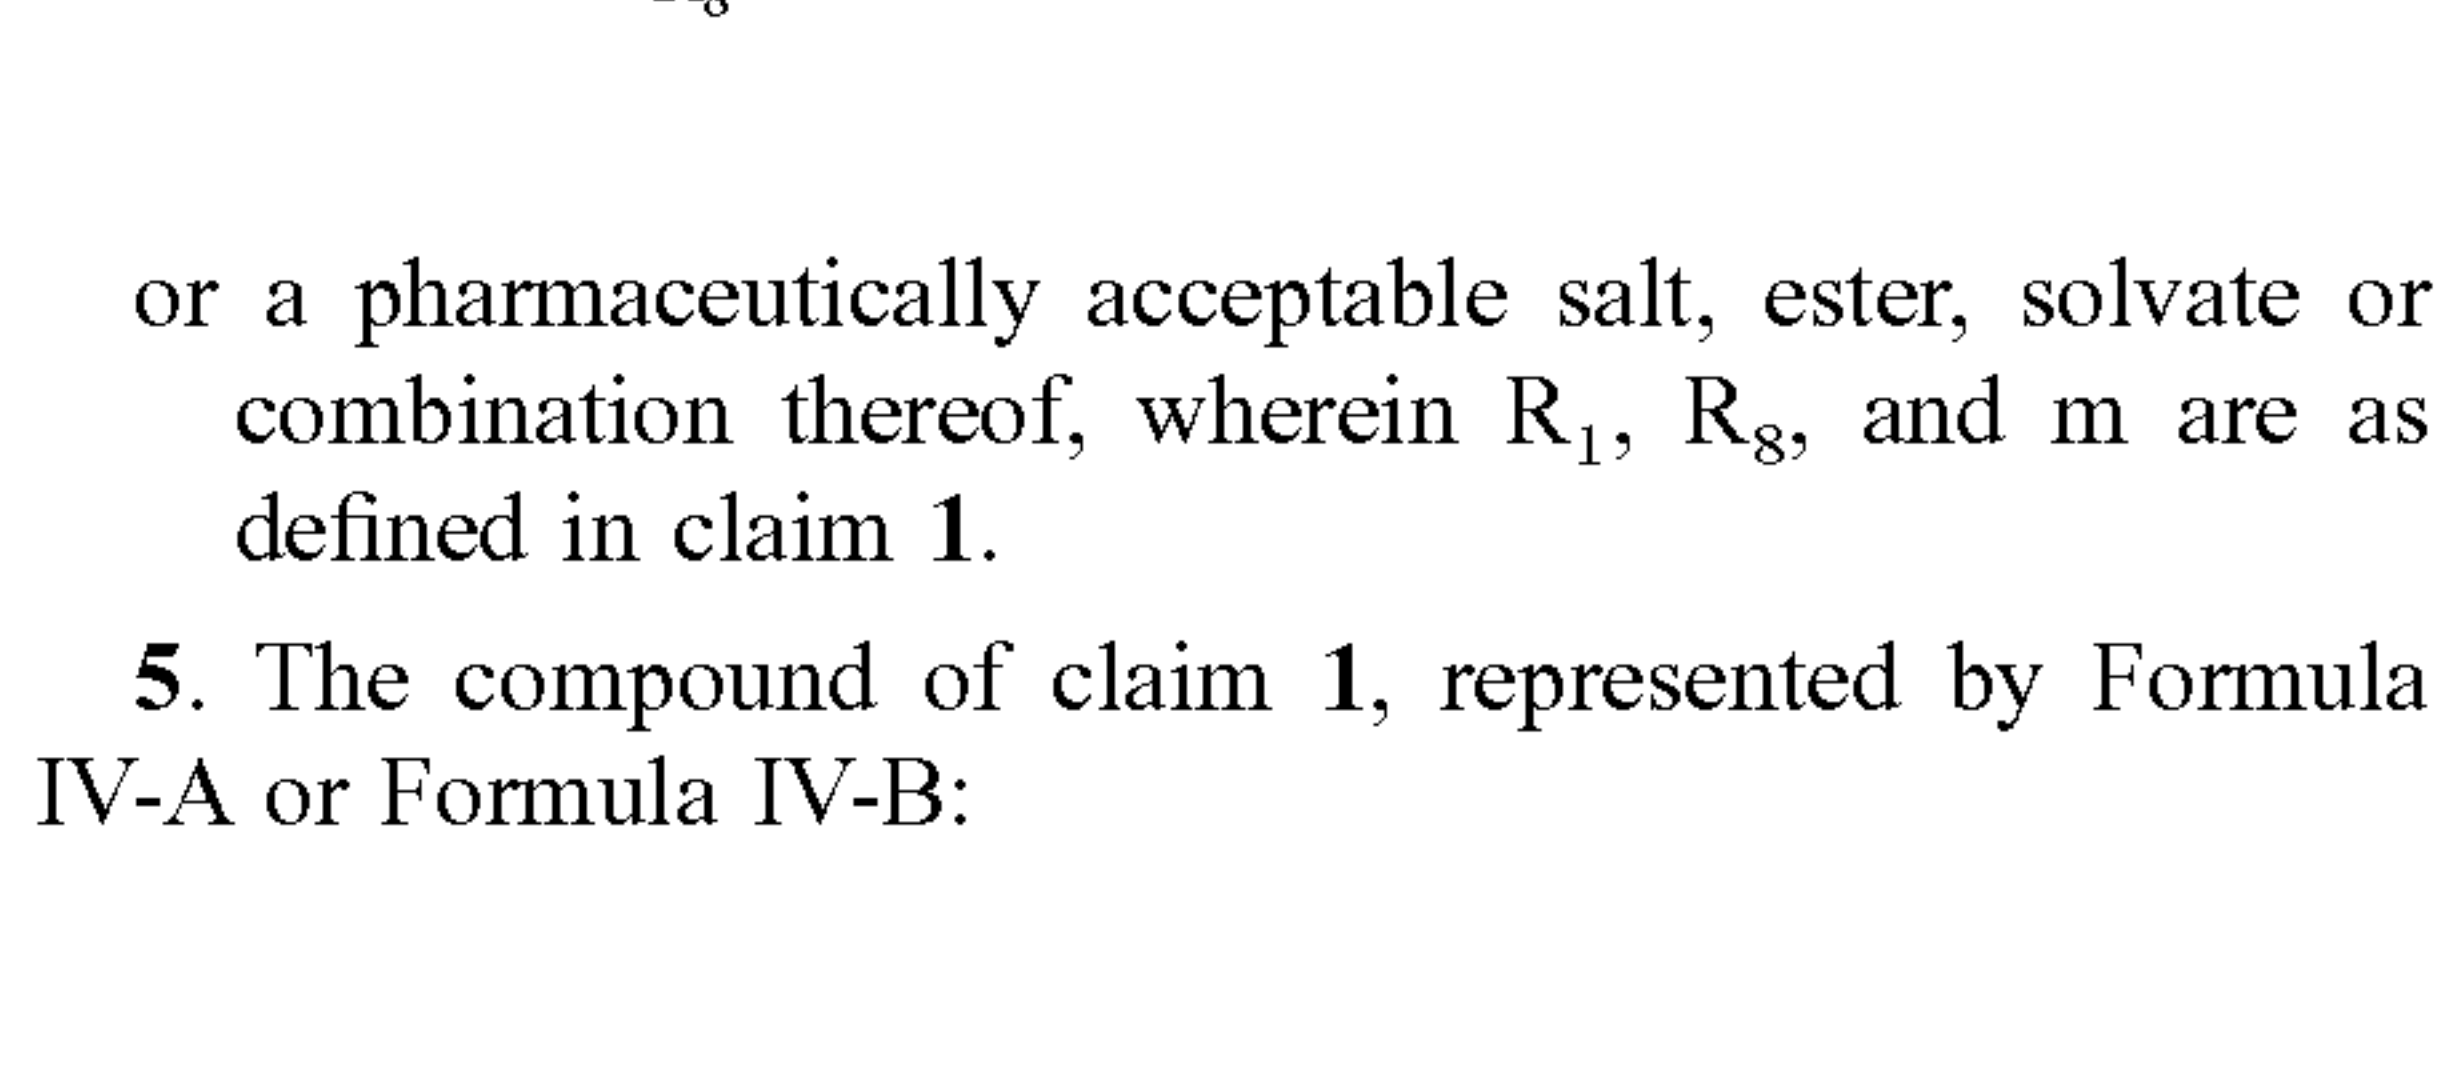 or a pharmaceutically acceptable salt, ester, solvate or
combination thereof, wherein R₁, R₈, and m are as
defined in claim 1.
5. The compound of claim 1, represented by Formula
IV-A or Formula IV-B: